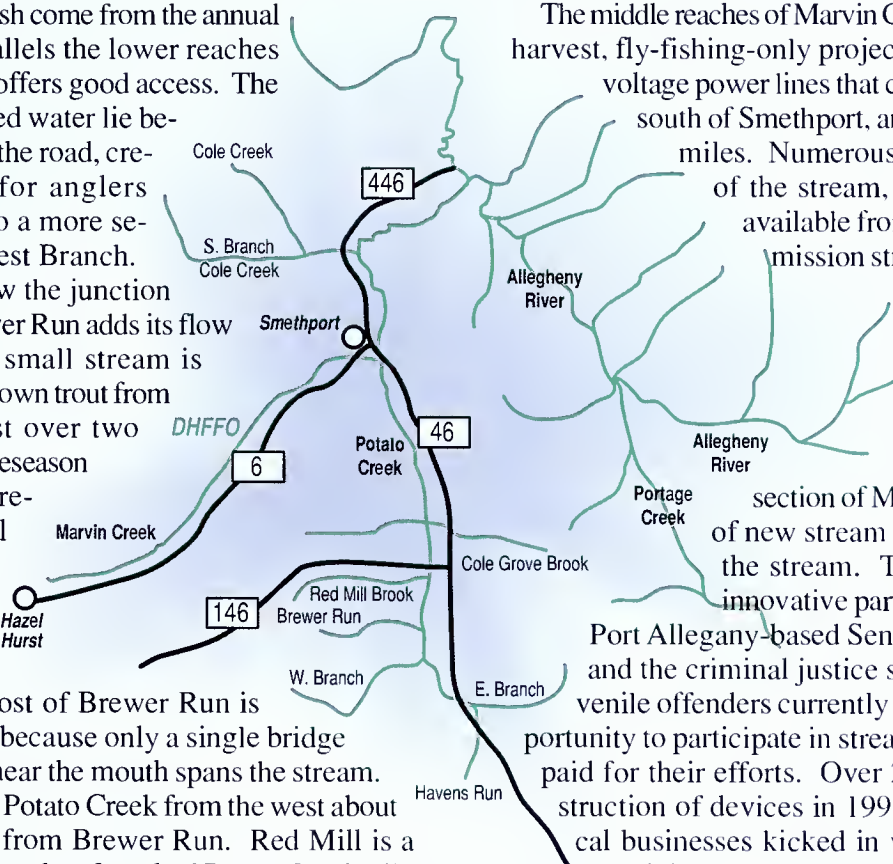 sh come from the annual
allels the lower reaches
offers good access. The
ed water lie be-
the road, cre-
for anglers
o a more se-
est Branch.
w the junction
er Run adds its flow
small stream is
own trout from
st over two
eseason
re-
l
ost of Brewer Run is
because only a single bridge
near the mouth spans the stream.
Potato Creek from the west about
from Brewer Run. Red Mill is a
The middle reaches of Marvin C
harvest, fly-fishing-only projec
voltage power lines that c
south of Smethport, a
miles. Numerous
of the stream,
available fro
mission st
section of M
of new stream
the stream. T
innovative par
Port Allegany-based Sen
and the criminal justice s
venile offenders currently
portunity to participate in strea
paid for their efforts. Over
struction of devices in 199
cal businesses kicked in
Cole Creek
446
S. Branch
Cole Creek
Allegheny
River
Smethport
DHFFO
46
Potato
Creek
6
Allegheny
River
Portage
Creek
Marvin Creek
Cole Grove Brook
Hazel
Hurst
146
Red Mill Brook
Brewer Run
W. Branch
E. Branch
Havens Run